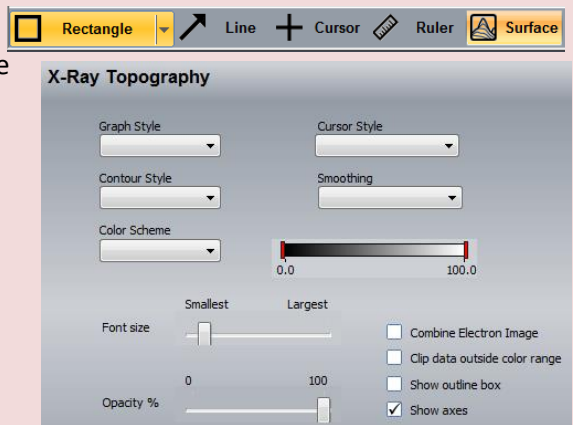 Rectangle Line Cursor Ruler Surface
e
X-Ray Topography
Graph Style Cursor Style
Contour Style Smoothing
Color Scheme
0.0 100.0
Smallest Largest
Font size
Combine Electron Image
Clip data outside color range
0 100
Show outline box
Opacity %
Show axes